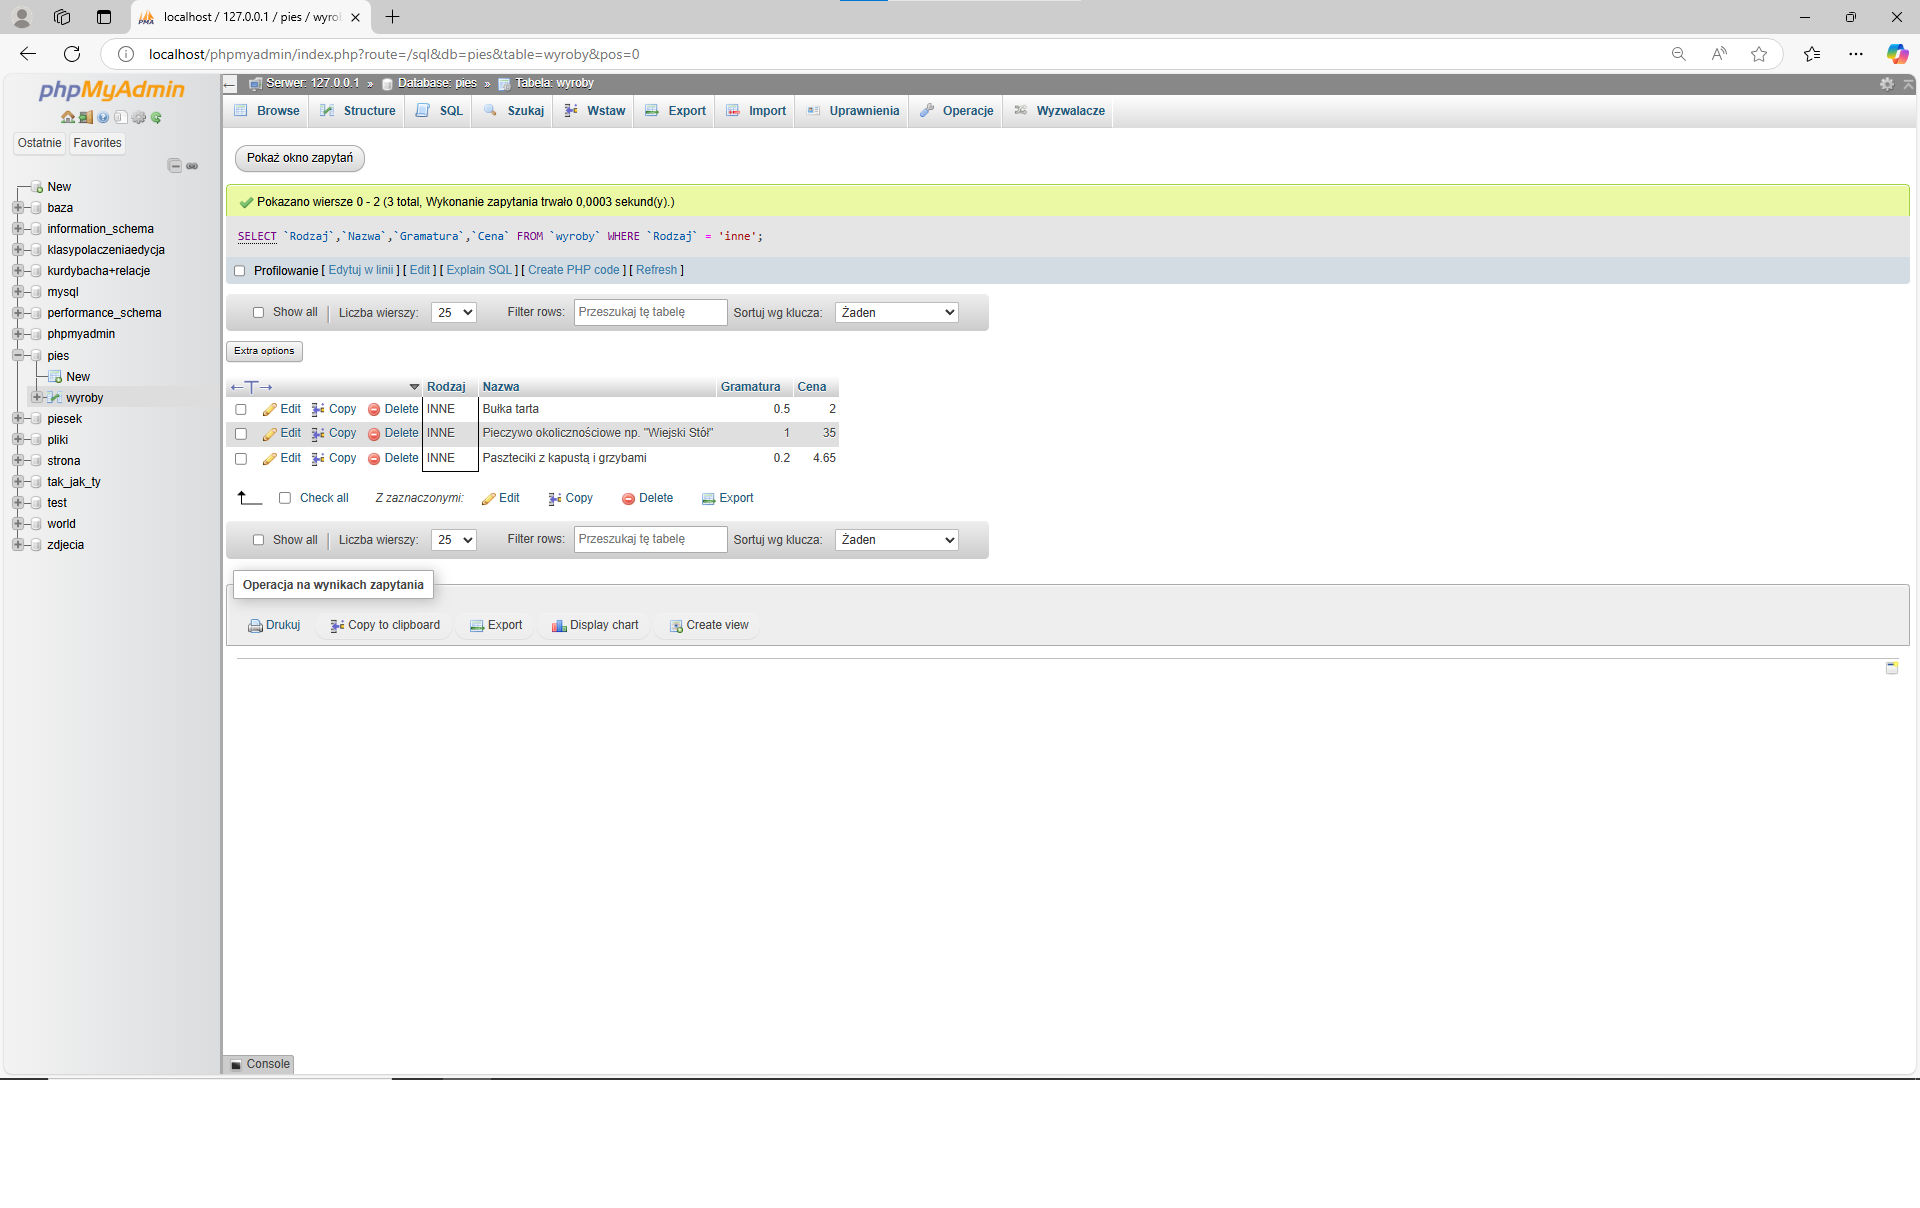 localhost / 127.0.0.1 / pies / wyro
localhost/phpmyadmin/index.php?route=/sql&db=pies&table=wyroby&pos=0
phpMyAdmin
Ostatnie Favorites
New
baza
information_schema
klasypolaczeniaedycja
kurdybacha+relacje
mysql
performance_schema
phpmyadmin
pies
New
wyroby
piesek
pliki
strona
tak_jak_ty
test
world
zdjecia
Serwer: 127.0.0.1 » Database: pies » Tabela: wyroby
Browse Structure SQL Szukaj Wstaw Export Import Uprawnienia Operacje Wyzwalacze
Pokaż okno zapytań
Pokazano wiersze 0 - 2 (3 total, Wykonanie zapytania trwało 0,0003 sekund(y).)
SELECT `Rodzaj`,`Nazwa`,`Gramatura`,`Cena` FROM `wyroby` WHERE `Rodzaj` = 'inne';
Profilowanie [ Edytuj w linii ] [ Edit ] [ Explain SQL ] [ Create PHP code ] [ Refresh ]
Show all Liczba wierszy: 25 Filter rows: Przeszukaj tę tabelę Sortuj wg klucza: Żaden
Extra options
←T→ Rodzaj Nazwa Gramatura Cena
Edit Copy Delete INNE Bułka tarta 0.5 2
Edit Copy Delete INNE Pieczywo okolicznościowe np. "Wiejski Stół" 1 35
Edit Copy Delete INNE Paszteciki z kapustą i grzybami 0.2 4.65
Check all Z zaznaczonymi: Edit Copy Delete Export
Show all Liczba wierszy: 25 Filter rows: Przeszukaj tę tabelę Sortuj wg klucza: Żaden
Operacja na wynikach zapytania
Drukuj Copy to clipboard Export Display chart Create view
Console